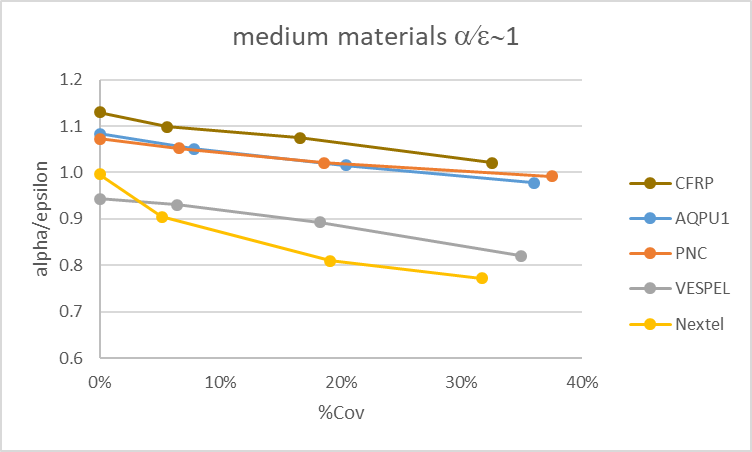 medium materials α/ε~1
1.2
1.1
1.0
0.9
0.8
0.7
0.6
alpha/epsilon
0%
10%
20%
30%
40%
%Cov
CFRP
AQPU1
PNC
VESPEL
Nextel